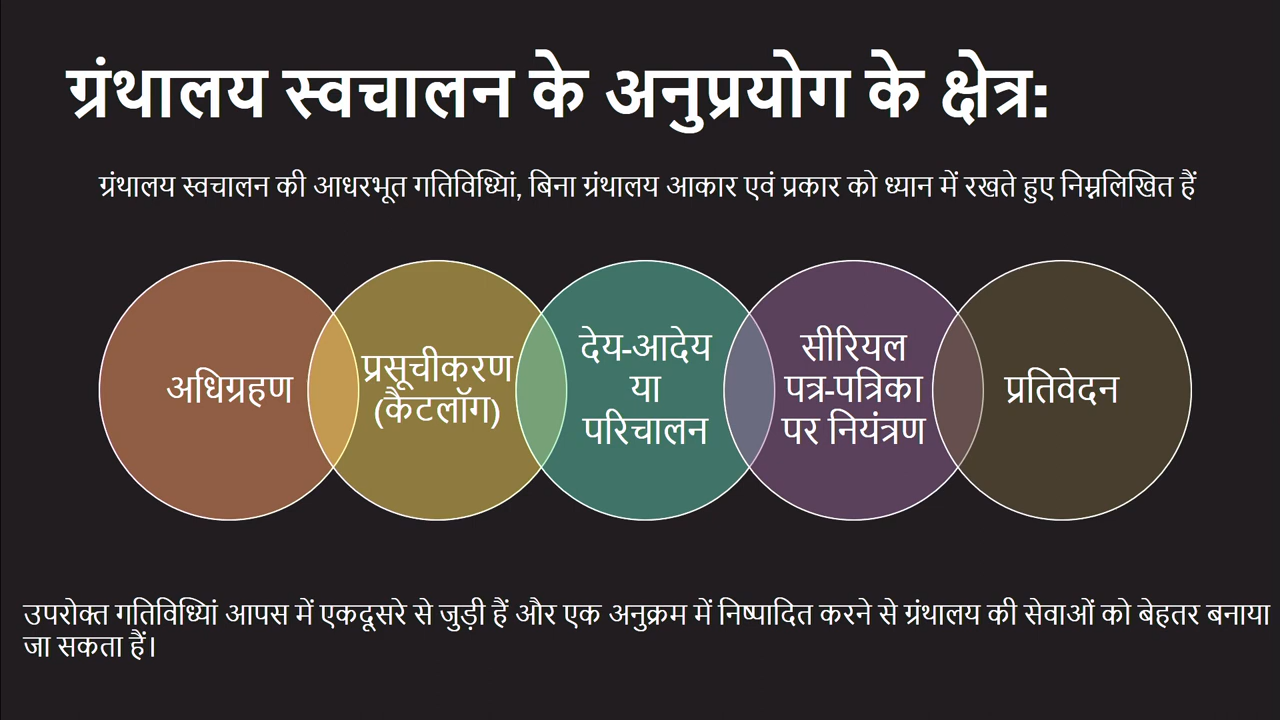 ग्रंथालय स्वचालन के अनुप्रयोग के क्षेत्र:
ग्रंथालय स्वचालन की आधरभूत गतिविध्यिां, बिना ग्रंथालय आकार एवं प्रकार को ध्यान में रखते हुए निम्नलिखित हैं
अधिग्रहण
प्रसूचीकरण
(कैटलॉग)
देय-आदेय
या
परिचालन
सीरियल
पत्र-पत्रिका
पर नियंत्रण
प्रतिवेदन
उपरोक्त गतिविध्यिां आपस में एकदूसरे से जुड़ी हैं और एक अनुक्रम में निष्पादित करने से ग्रंथालय की सेवाओं को बेहतर बनाया
जा सकता हैं।